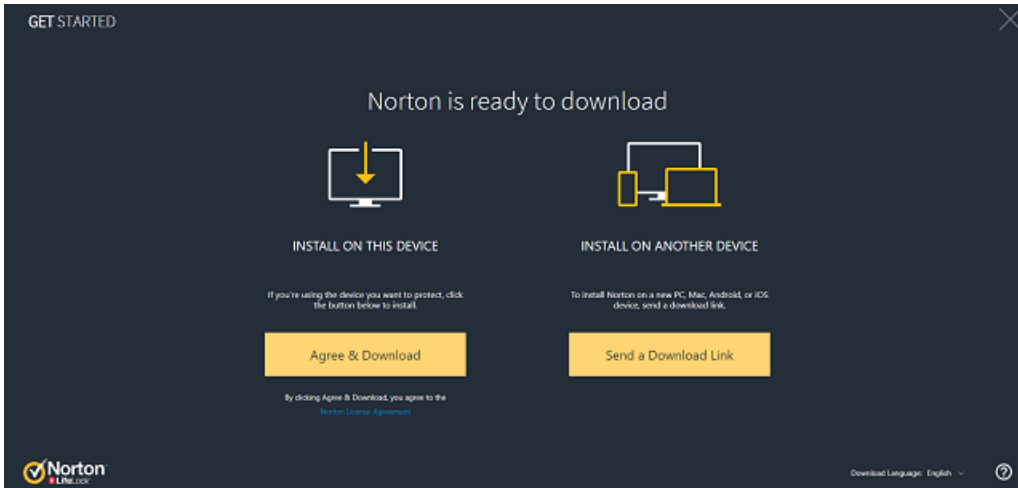 GET STARTED
Norton is ready to download
INSTALL ON THIS DEVICE
If you're using the device you want to protect, click
the button below to install.
Agree & Download
By clicking Agree & Download, you agree to the
Norton License Agreement
INSTALL ON ANOTHER DEVICE
To install Norton on a new PC, Mac, Android, or iOS
device, send a download link.
Send a Download Link
Norton
LifeLock
Download Language: English
?